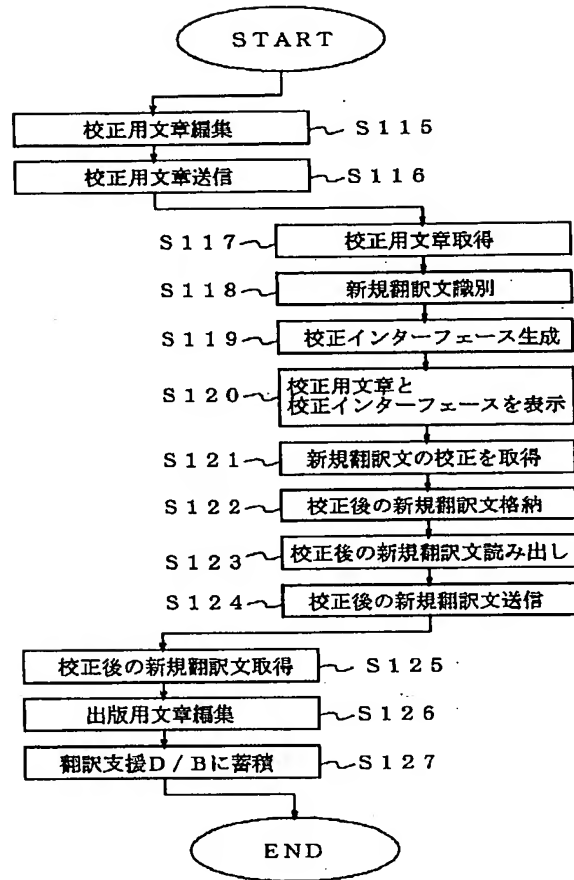 START
校正用文章編集 S115
校正用文章送信 S116
S117 校正用文章取得
S118 新規翻訳文識別
S119 校正インターフェース生成
S120 校正用文章と
校正インターフェースを表示
S121 新規翻訳文の校正を取得
S122 校正後の新規翻訳文格納
S123 校正後の新規翻訳文読み出し
S124 校正後の新規翻訳文送信
校正後の新規翻訳文取得 S125
出版用文章編集 S126
翻訳支援D/Bに蓄積 S127
END